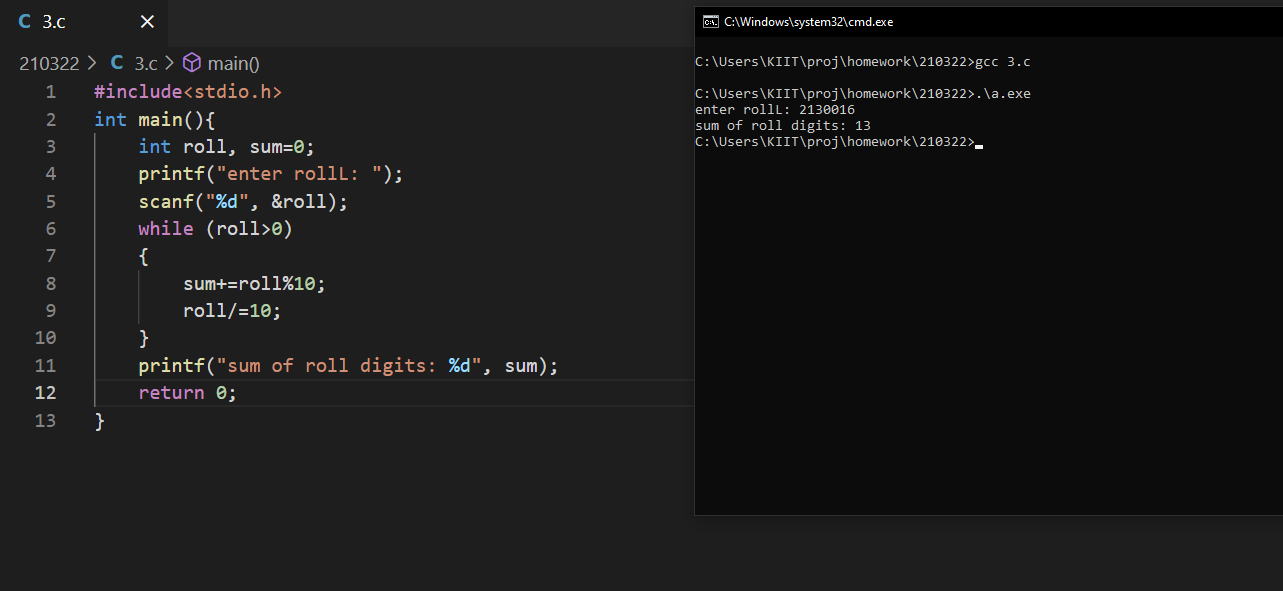 C 3.c ×
210322 > C 3.c > main()
1 #include<stdio.h>
2 int main(){
3     int roll, sum=0;
4     printf("enter rollL: ");
5     scanf("%d", &roll);
6     while (roll>0)
7     {
8         sum+=roll%10;
9         roll/=10;
10     }
11     printf("sum of roll digits: %d", sum);
12     return 0;
13 }
C:\Windows\system32\cmd.exe
C:\Users\KIIT\proj\homework\210322>gcc 3.c
C:\Users\KIIT\proj\homework\210322>.\a.exe
enter rollL: 2130016
sum of roll digits: 13
C:\Users\KIIT\proj\homework\210322>